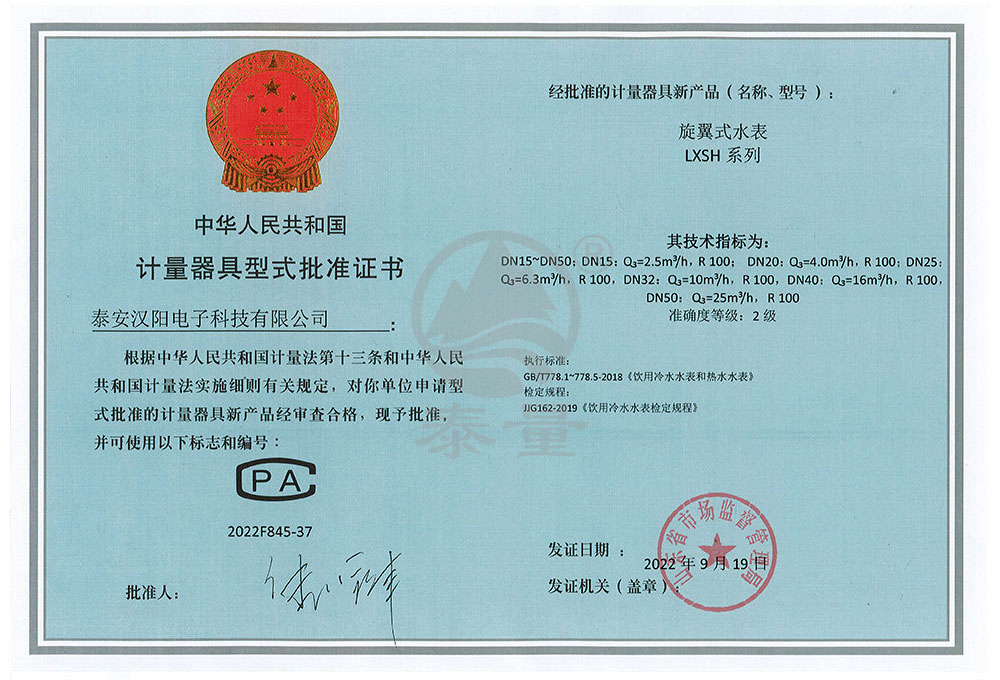 中华人民共和国
计量器具型式批准证书
泰安汉阳电子科技有限公司：
根据中华人民共和国计量法第十三条和中华人民
共和国计量法实施细则有关规定，对你单位申请型
式批准的计量器具新产品经审查合格，现予批准，
并可使用以下标志和编号：
CPA
2022F845-37
批准人：
经批准的计量器具新产品（名称、型号）：
旋翼式水表
LXSH 系列
其技术指标为：
DN15~DN50；DN15：Q₃=2.5m³/h，R 100； DN20：Q₃=4.0m³/h，R 100；DN25：
Q₃=6.3m³/h，R 100，DN32：Q₃=10m³/h，R 100，DN40：Q₃=16m³/h，R 100，
DN50：Q₃=25m³/h，R 100
准确度等级：2 级
执行标准：
GB/T778.1~778.5-2018《饮用冷水水表和热水水表》
检定规程：
JJG162-2019《饮用冷水水表检定规程》
泰量
®
发证日期：
2022 年 9 月 19 日
发证机关（盖章）：
山东省市场监督管理局